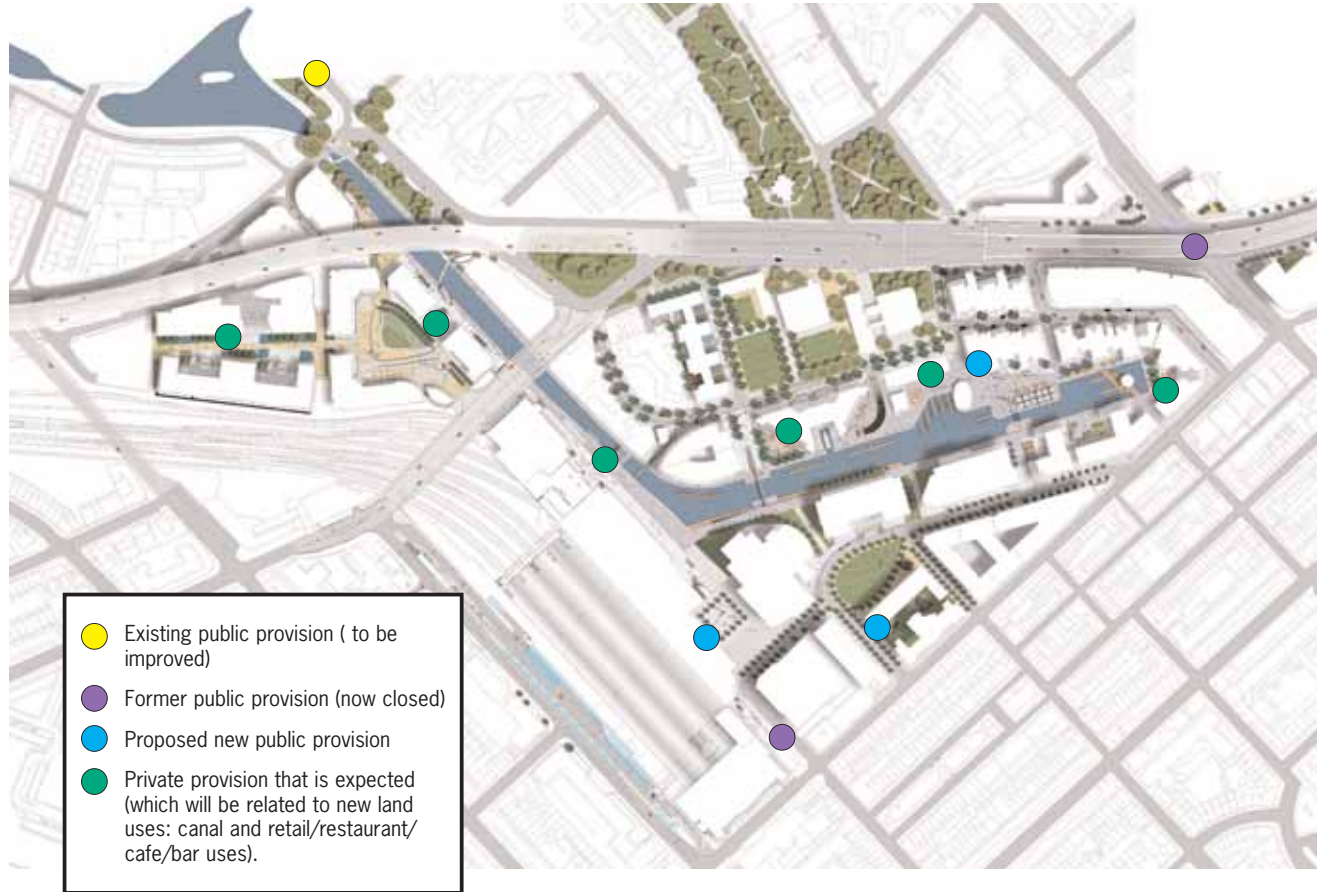 Existing public provision ( to be
improved)
Former public provision (now closed)
Proposed new public provision
Private provision that is expected
(which will be related to new land
uses: canal and retail/restaurant/
cafe/bar uses).